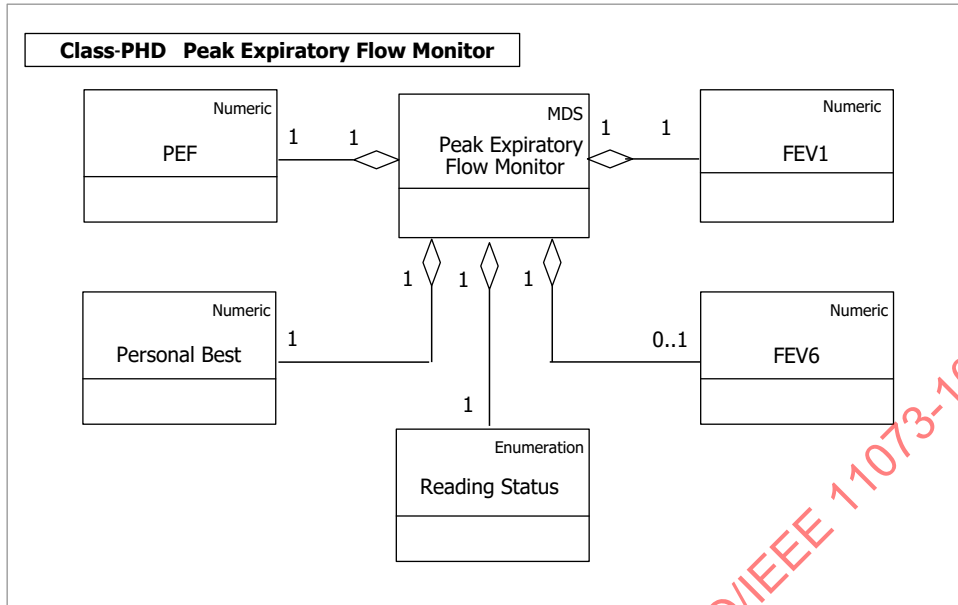 Class-PHD Peak Expiratory Flow Monitor
Numeric
PEF
1
1
MDS
Peak Expiratory
Flow Monitor
1
1
Numeric
FEV1
Numeric
Personal Best
1
1
1
1
1
0..1
Numeric
FEV6
Enumeration
Reading Status
/IEEE 11073-10